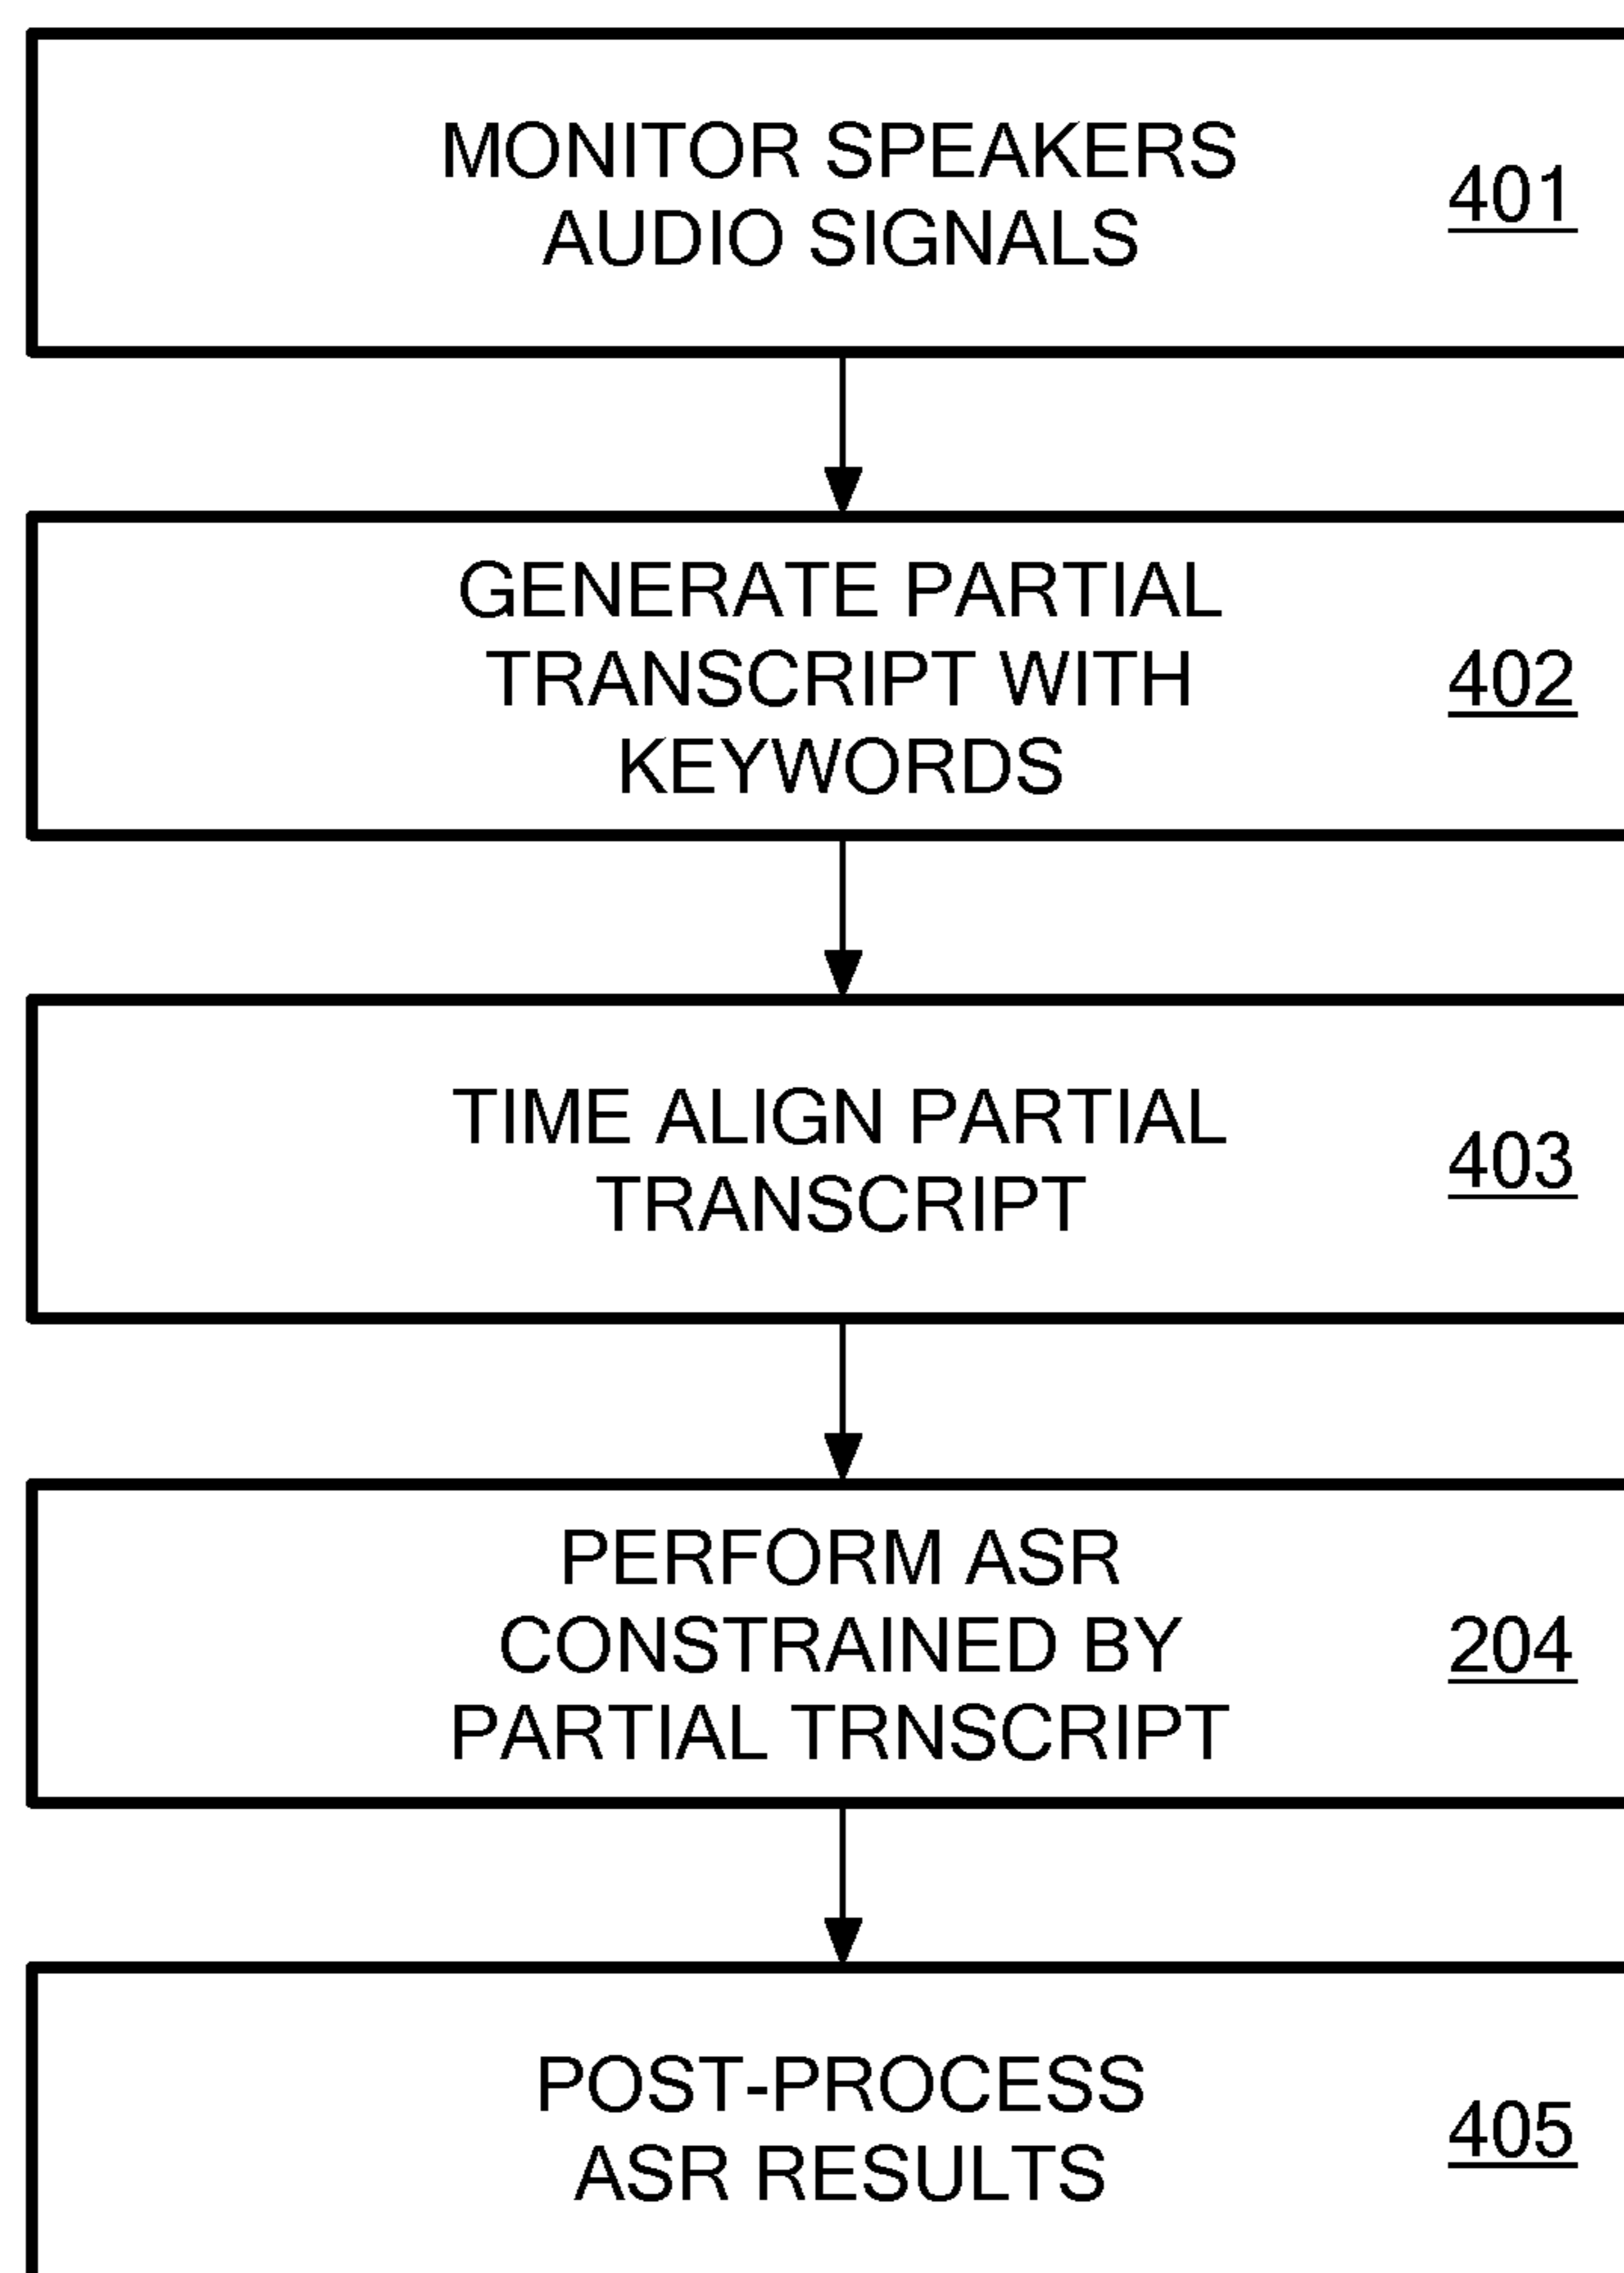 MONITOR SPEAKERS
AUDIO SIGNALS
401
GENERATE PARTIAL
TRANSCRIPT WITH
KEYWORDS
402
TIME ALIGN PARTIAL
TRANSCRIPT
403
PERFORM ASR
CONSTRAINED BY
PARTIAL TRNSCRIPT
204
POST-PROCESS
ASR RESULTS
405